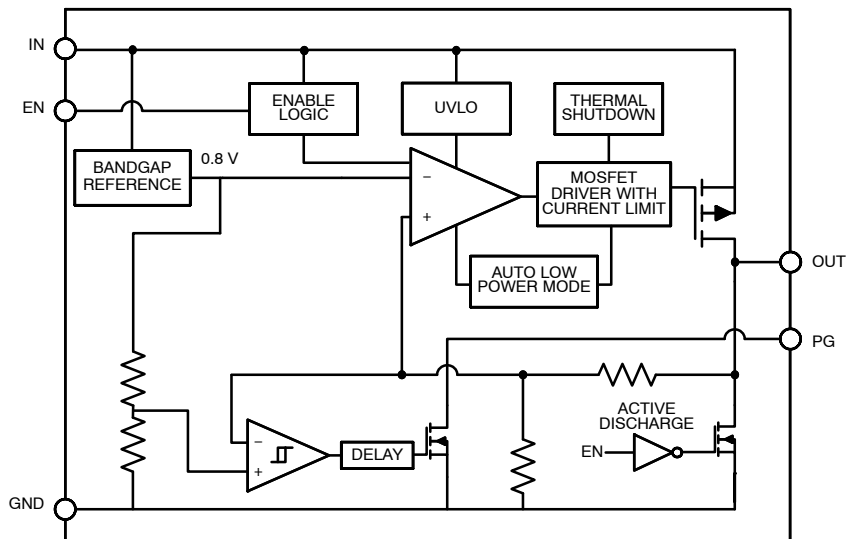 IN
EN
ENABLE
LOGIC
UVLO
THERMAL
SHUTDOWN
BANDGAP
REFERENCE
0.8 V
−
+
MOSFET
DRIVER WITH
CURRENT LIMIT
AUTO LOW
POWER MODE
OUT
PG
−
+
DELAY
ACTIVE
DISCHARGE
EN
GND